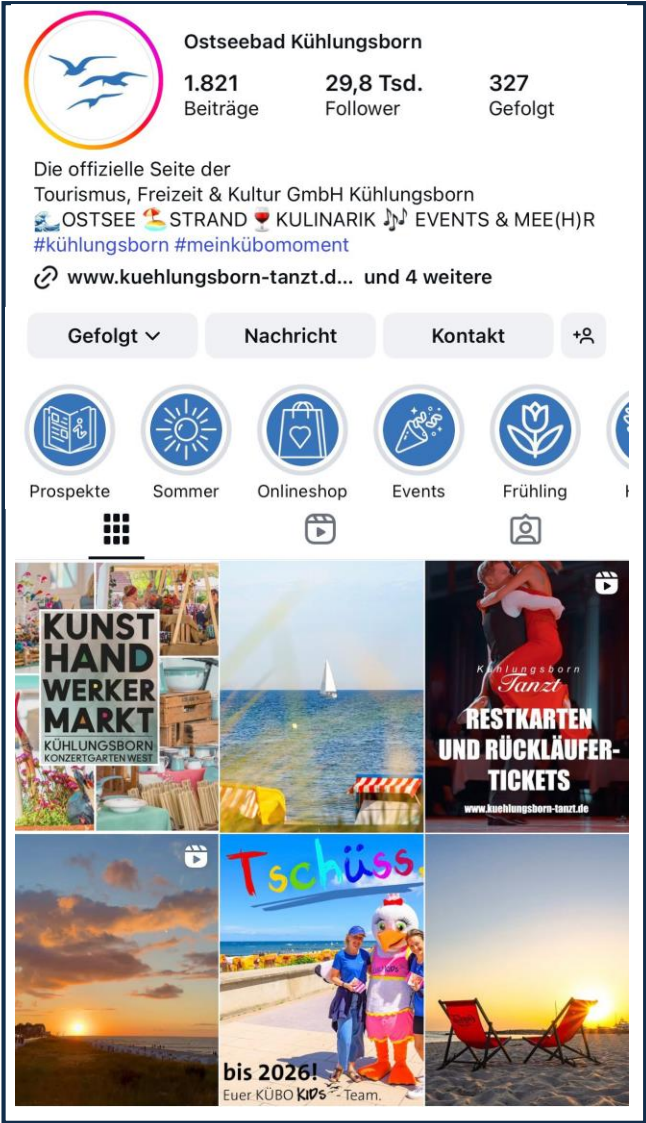 Ostseebad Kühlungsborn
1.821 29,8 Tsd. 327
Beiträge Follower Gefolgt
Die offizielle Seite der
Tourismus, Freizeit & Kultur GmbH Kühlungsborn
🌊OSTSEE 🏖️STRAND🍷KULINARIK 🎶 EVENTS & MEE(H)R
#kühlungsborn #meinkübomoment
www.kuehlungsborn-tanzt.d... und 4 weitere
Gefolgt Nachricht Kontakt
Prospekte Sommer Onlineshop Events Frühling
KUNST
HAND
WERKER
MARKT
KÜHLUNGSBORN
KONZERTGARTEN WEST
Kühlungsborn
Tanzt
RESTKARTEN
UND RÜCKLÄUFER-
TICKETS
www.kuehlungsborn-tanzt.de
Tschüss
bis 2026!
Euer KÜBO KIDS - Team.